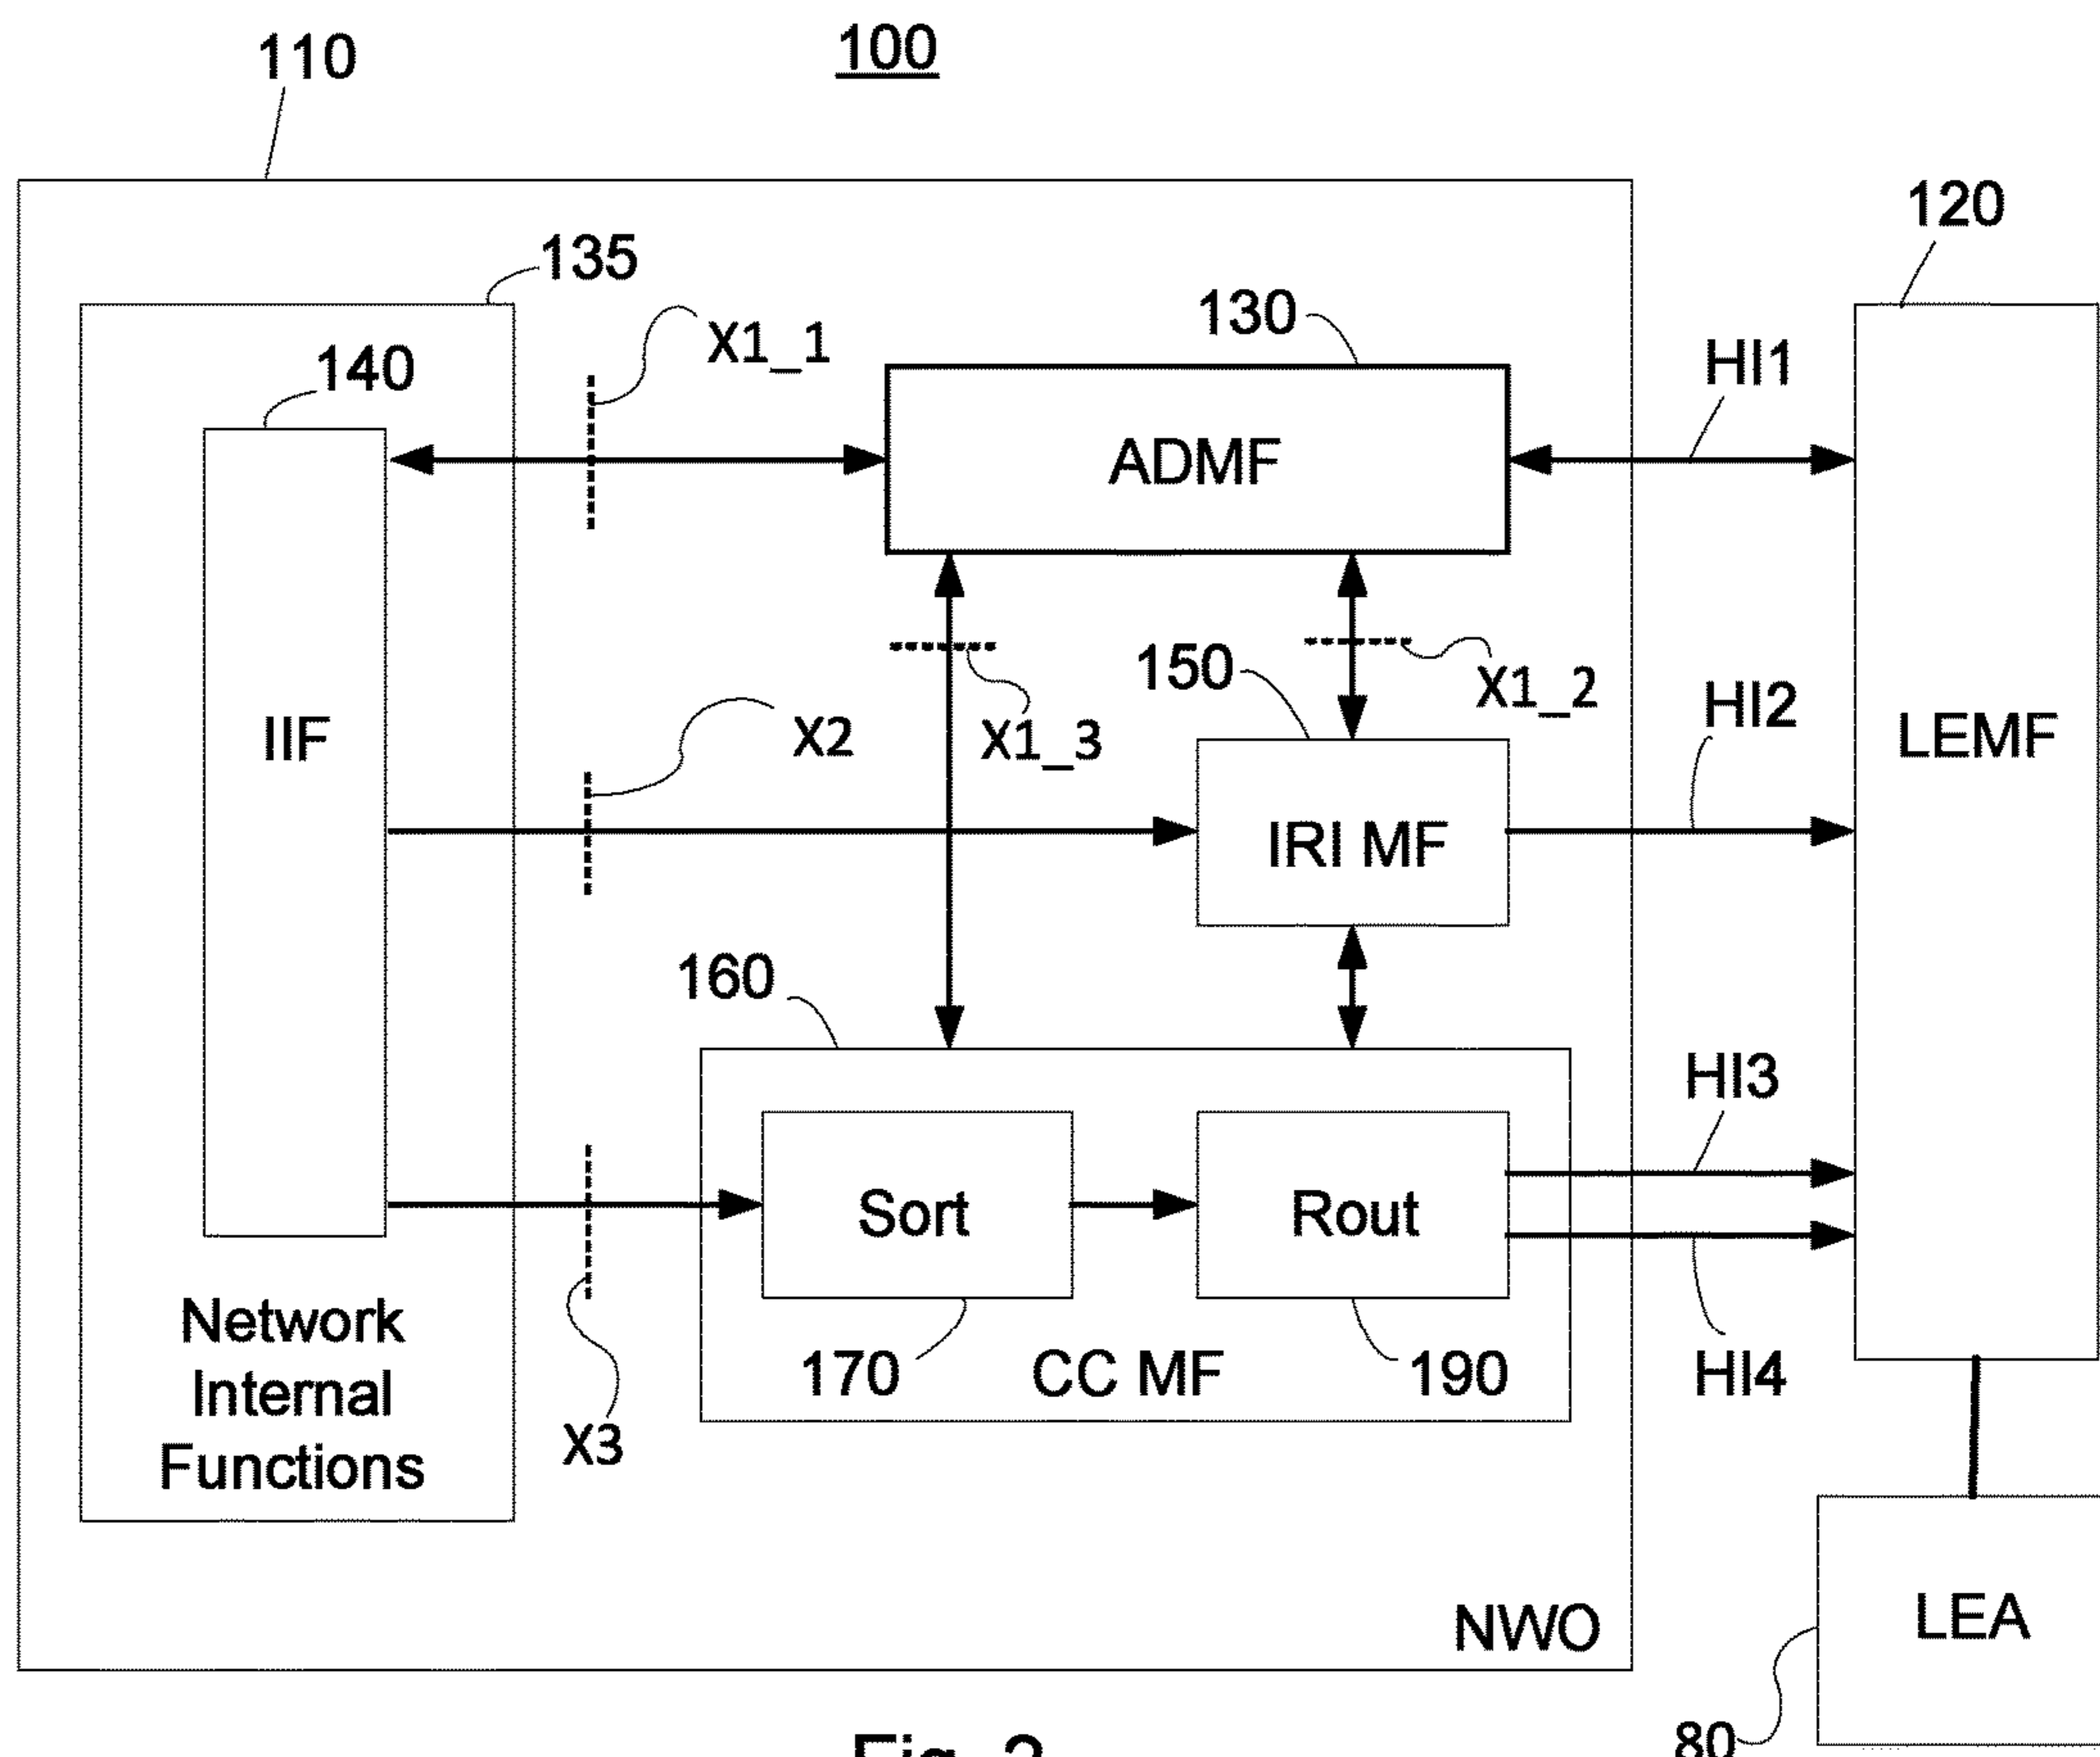 100
110
120
135
130
X1_1
HI1
140
ADMF
150
X1_2
HI2
X2
X1_3
IIF
LEMF
IRI MF
160
HI3
Sort
Rout
Network
Internal
Functions
170
CC MF
190
HI4
X3
NWO
LEA
80